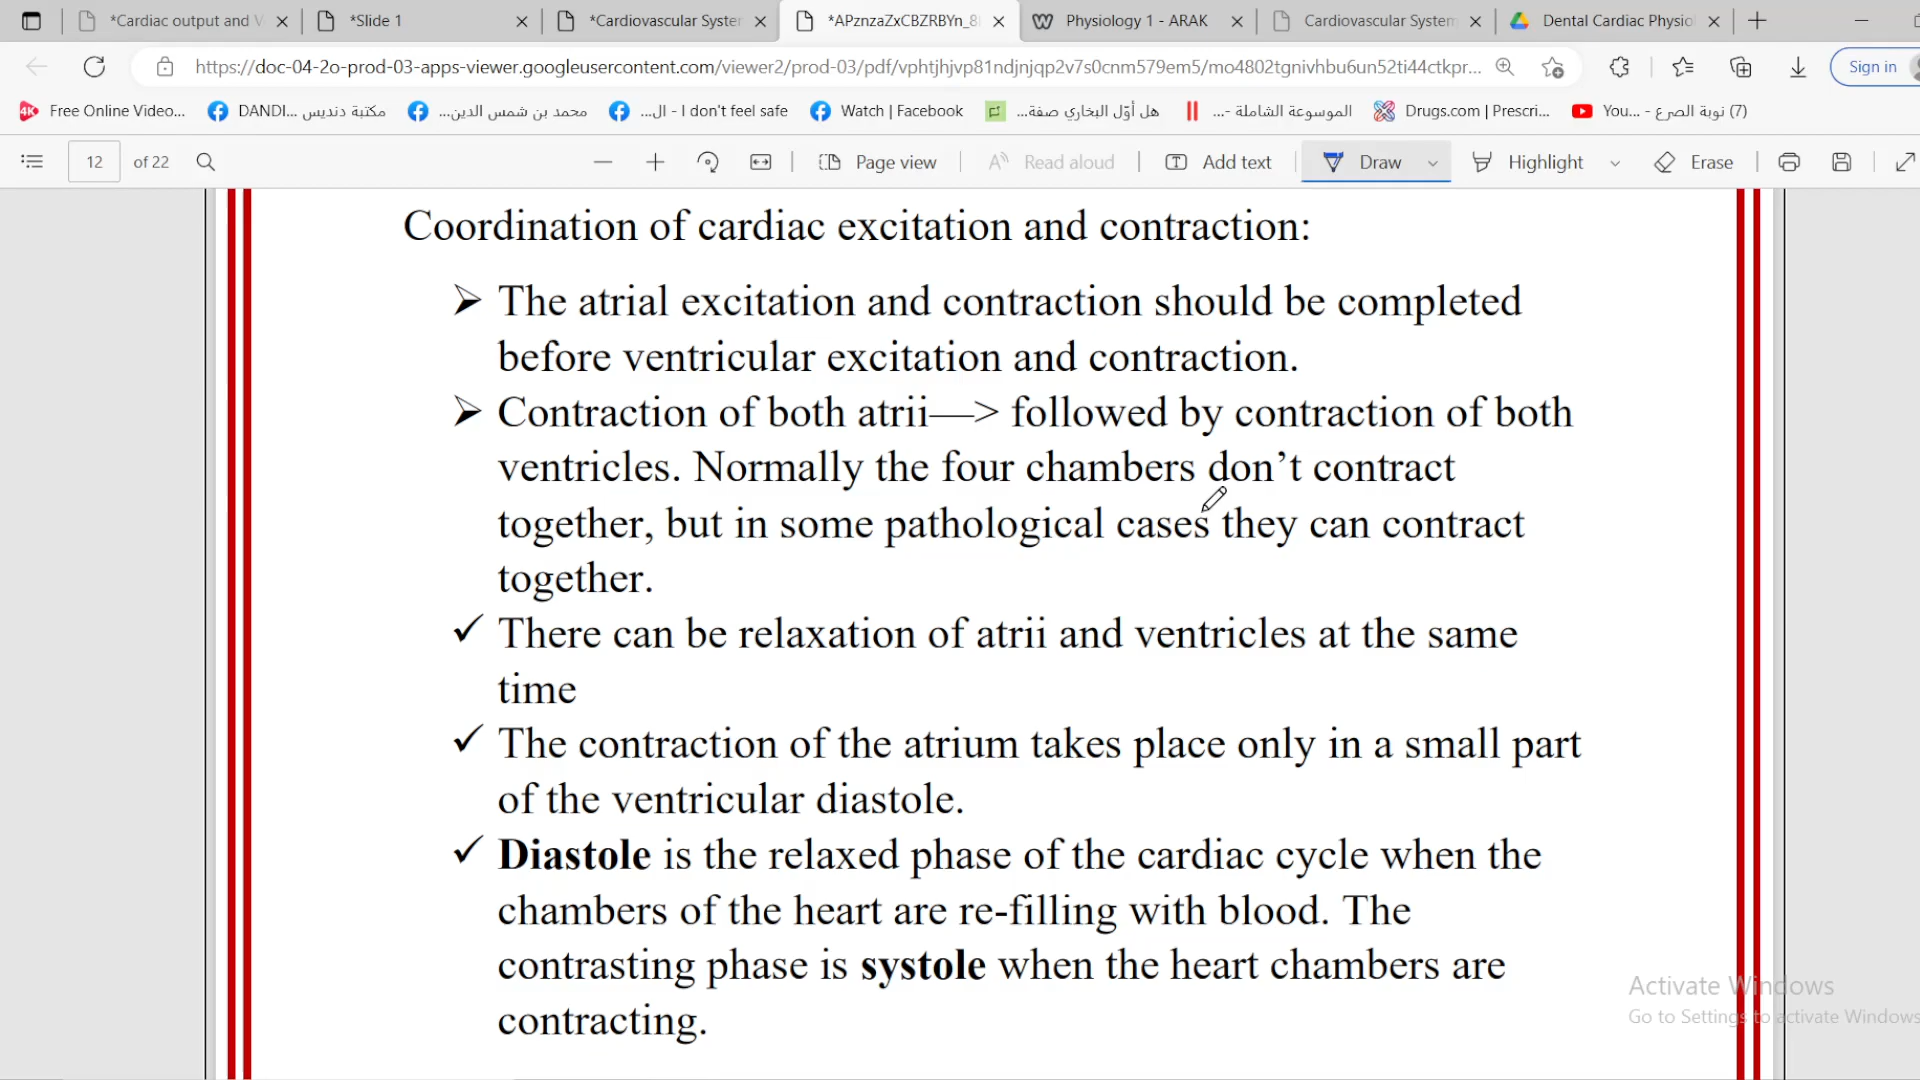 *Cardiac output and V
*Slide 1
*Cardiovascular System
*APznzaZxCBZRBYn_8
Physiology 1 - ARAK
Cardiovascular System
Dental Cardiac Physiol
https://doc-04-2o-prod-03-apps-viewer.googleusercontent.com/viewer2/prod-03/pdf/vphtjhjvp81ndjnjqp2v7s0cnm579em5/mo4802tgnivhbu6un52ti44ctkpr...
Sign in
Free Online Video...
مكتبة دنديس ...DANDI
محمد بن شمس الدين...
ال... - I don't feel safe
Watch | Facebook
هل أوّل البخاري صفة...
الموسوعة الشاملة -...
Drugs.com | Prescri...
(7) نوبة الصرع - ...You
12 of 22
Page view
Read aloud
Add text
Draw
Highlight
Erase
Coordination of cardiac excitation and contraction:
➢ The atrial excitation and contraction should be completed
before ventricular excitation and contraction.
➢ Contraction of both atrii—> followed by contraction of both
ventricles. Normally the four chambers don’t contract
together, but in some pathological cases they can contract
together.
✓ There can be relaxation of atrii and ventricles at the same
time
✓ The contraction of the atrium takes place only in a small part
of the ventricular diastole.
✓ Diastole is the relaxed phase of the cardiac cycle when the
chambers of the heart are re-filling with blood. The
contrasting phase is systole when the heart chambers are
contracting.
Activate Windows
Go to Settings to activate Windows